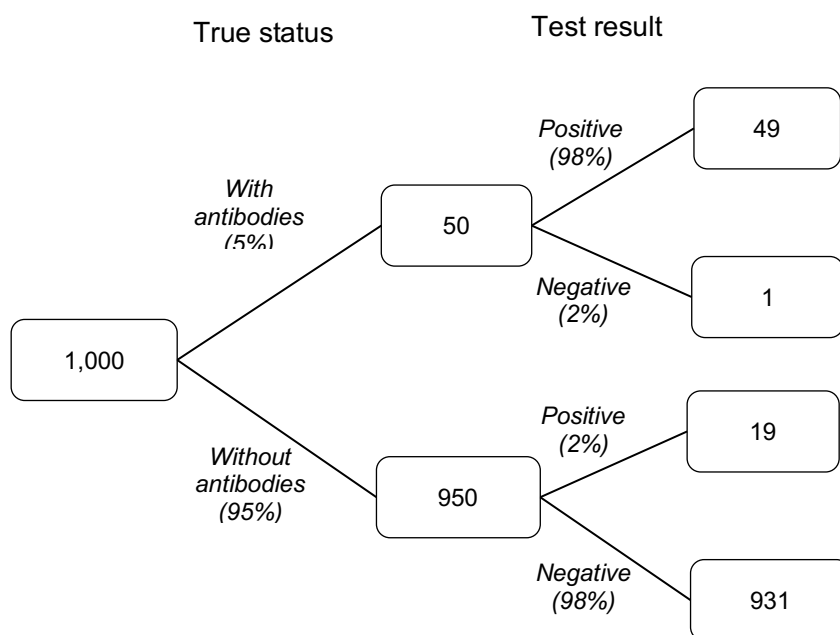 True status
Test result
With
antibodies
(5%)
Without
antibodies
(95%)
1,000
50
950
Positive
(98%)
Negative
(2%)
Positive
(2%)
Negative
(98%)
49
1
19
931